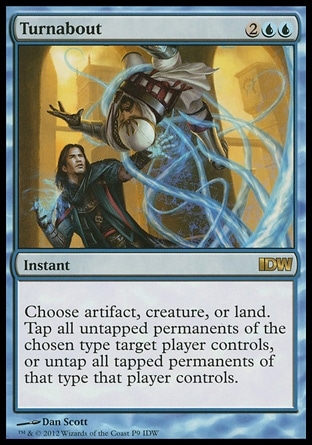 Turnabout 2
Instant IDW
Choose artifact, creature, or land.
Tap all untapped permanents of the
chosen type target player controls,
or untap all tapped permanents of
that type that player controls.
Dan Scott
™ & © 2012 Wizards of the Coast P9 IDW